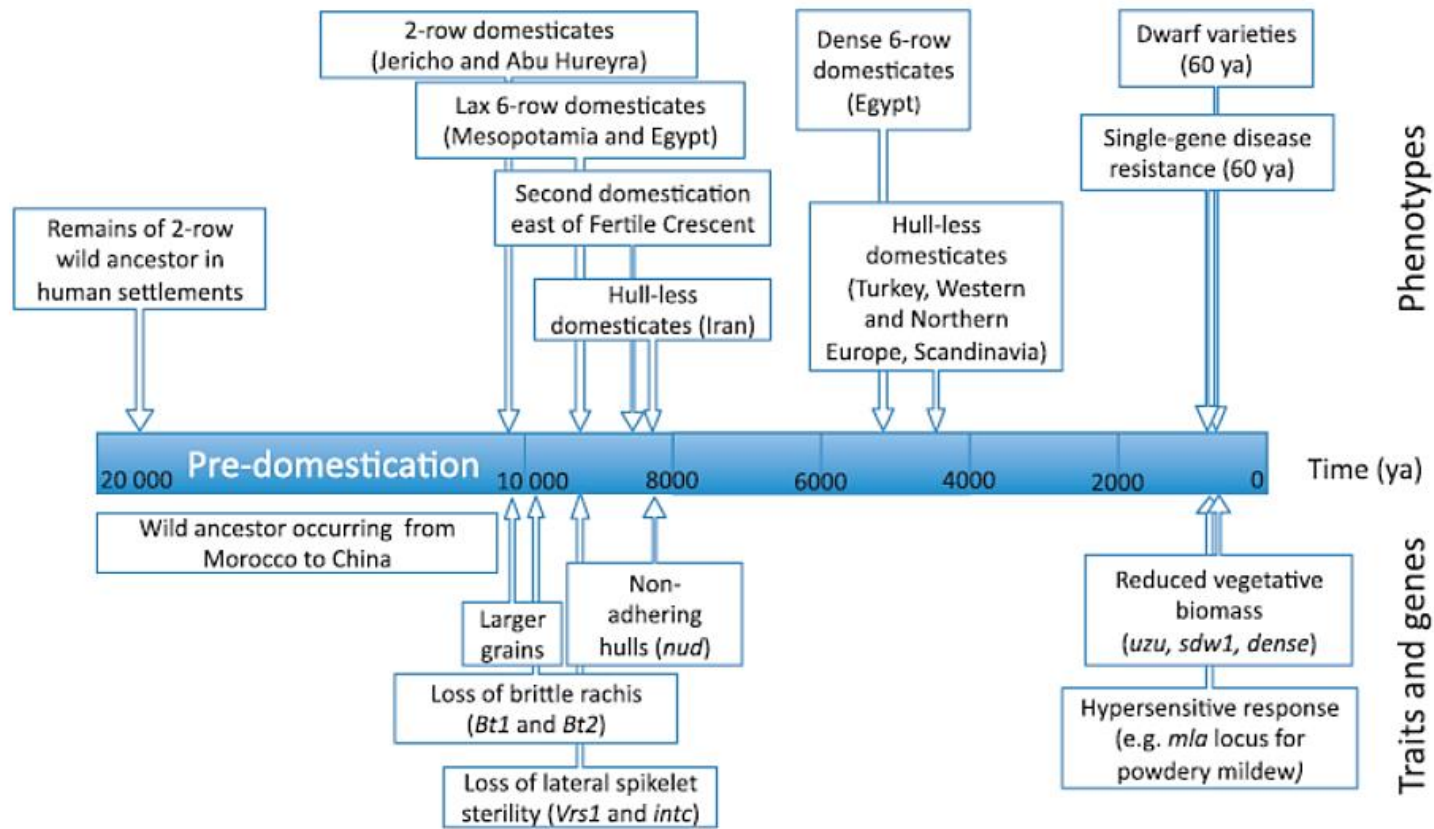 2-row domesticates
(Jericho and Abu Hureyra)
Lax 6-row domesticates
(Mesopotamia and Egypt)
Second domestication
east of Fertile Crescent
Hull-less
domesticates (Iran)
Remains of 2-row
wild ancestor in
human settlements
Dense 6-row
domesticates
(Egypt)
Hull-less
domesticates
(Turkey, Western
and Northern
Europe, Scandinavia)
Dwarf varieties
(60 ya)
Single-gene disease
resistance (60 ya)
Phenotypes
Pre-domestication
20 000
10 000
8000
6000
4000
2000
0
Time (ya)
Wild ancestor occurring from
Morocco to China
Larger
grains
Non-
adhering
hulls (nud)
Loss of brittle rachis
(Bt1 and Bt2)
Loss of lateral spikelet
sterility (Vrs1 and intc)
Reduced vegetative
biomass
(uzu, sdw1, dense)
Hypersensitive response
(e.g. mla locus for
powdery mildew)
Traits and genes